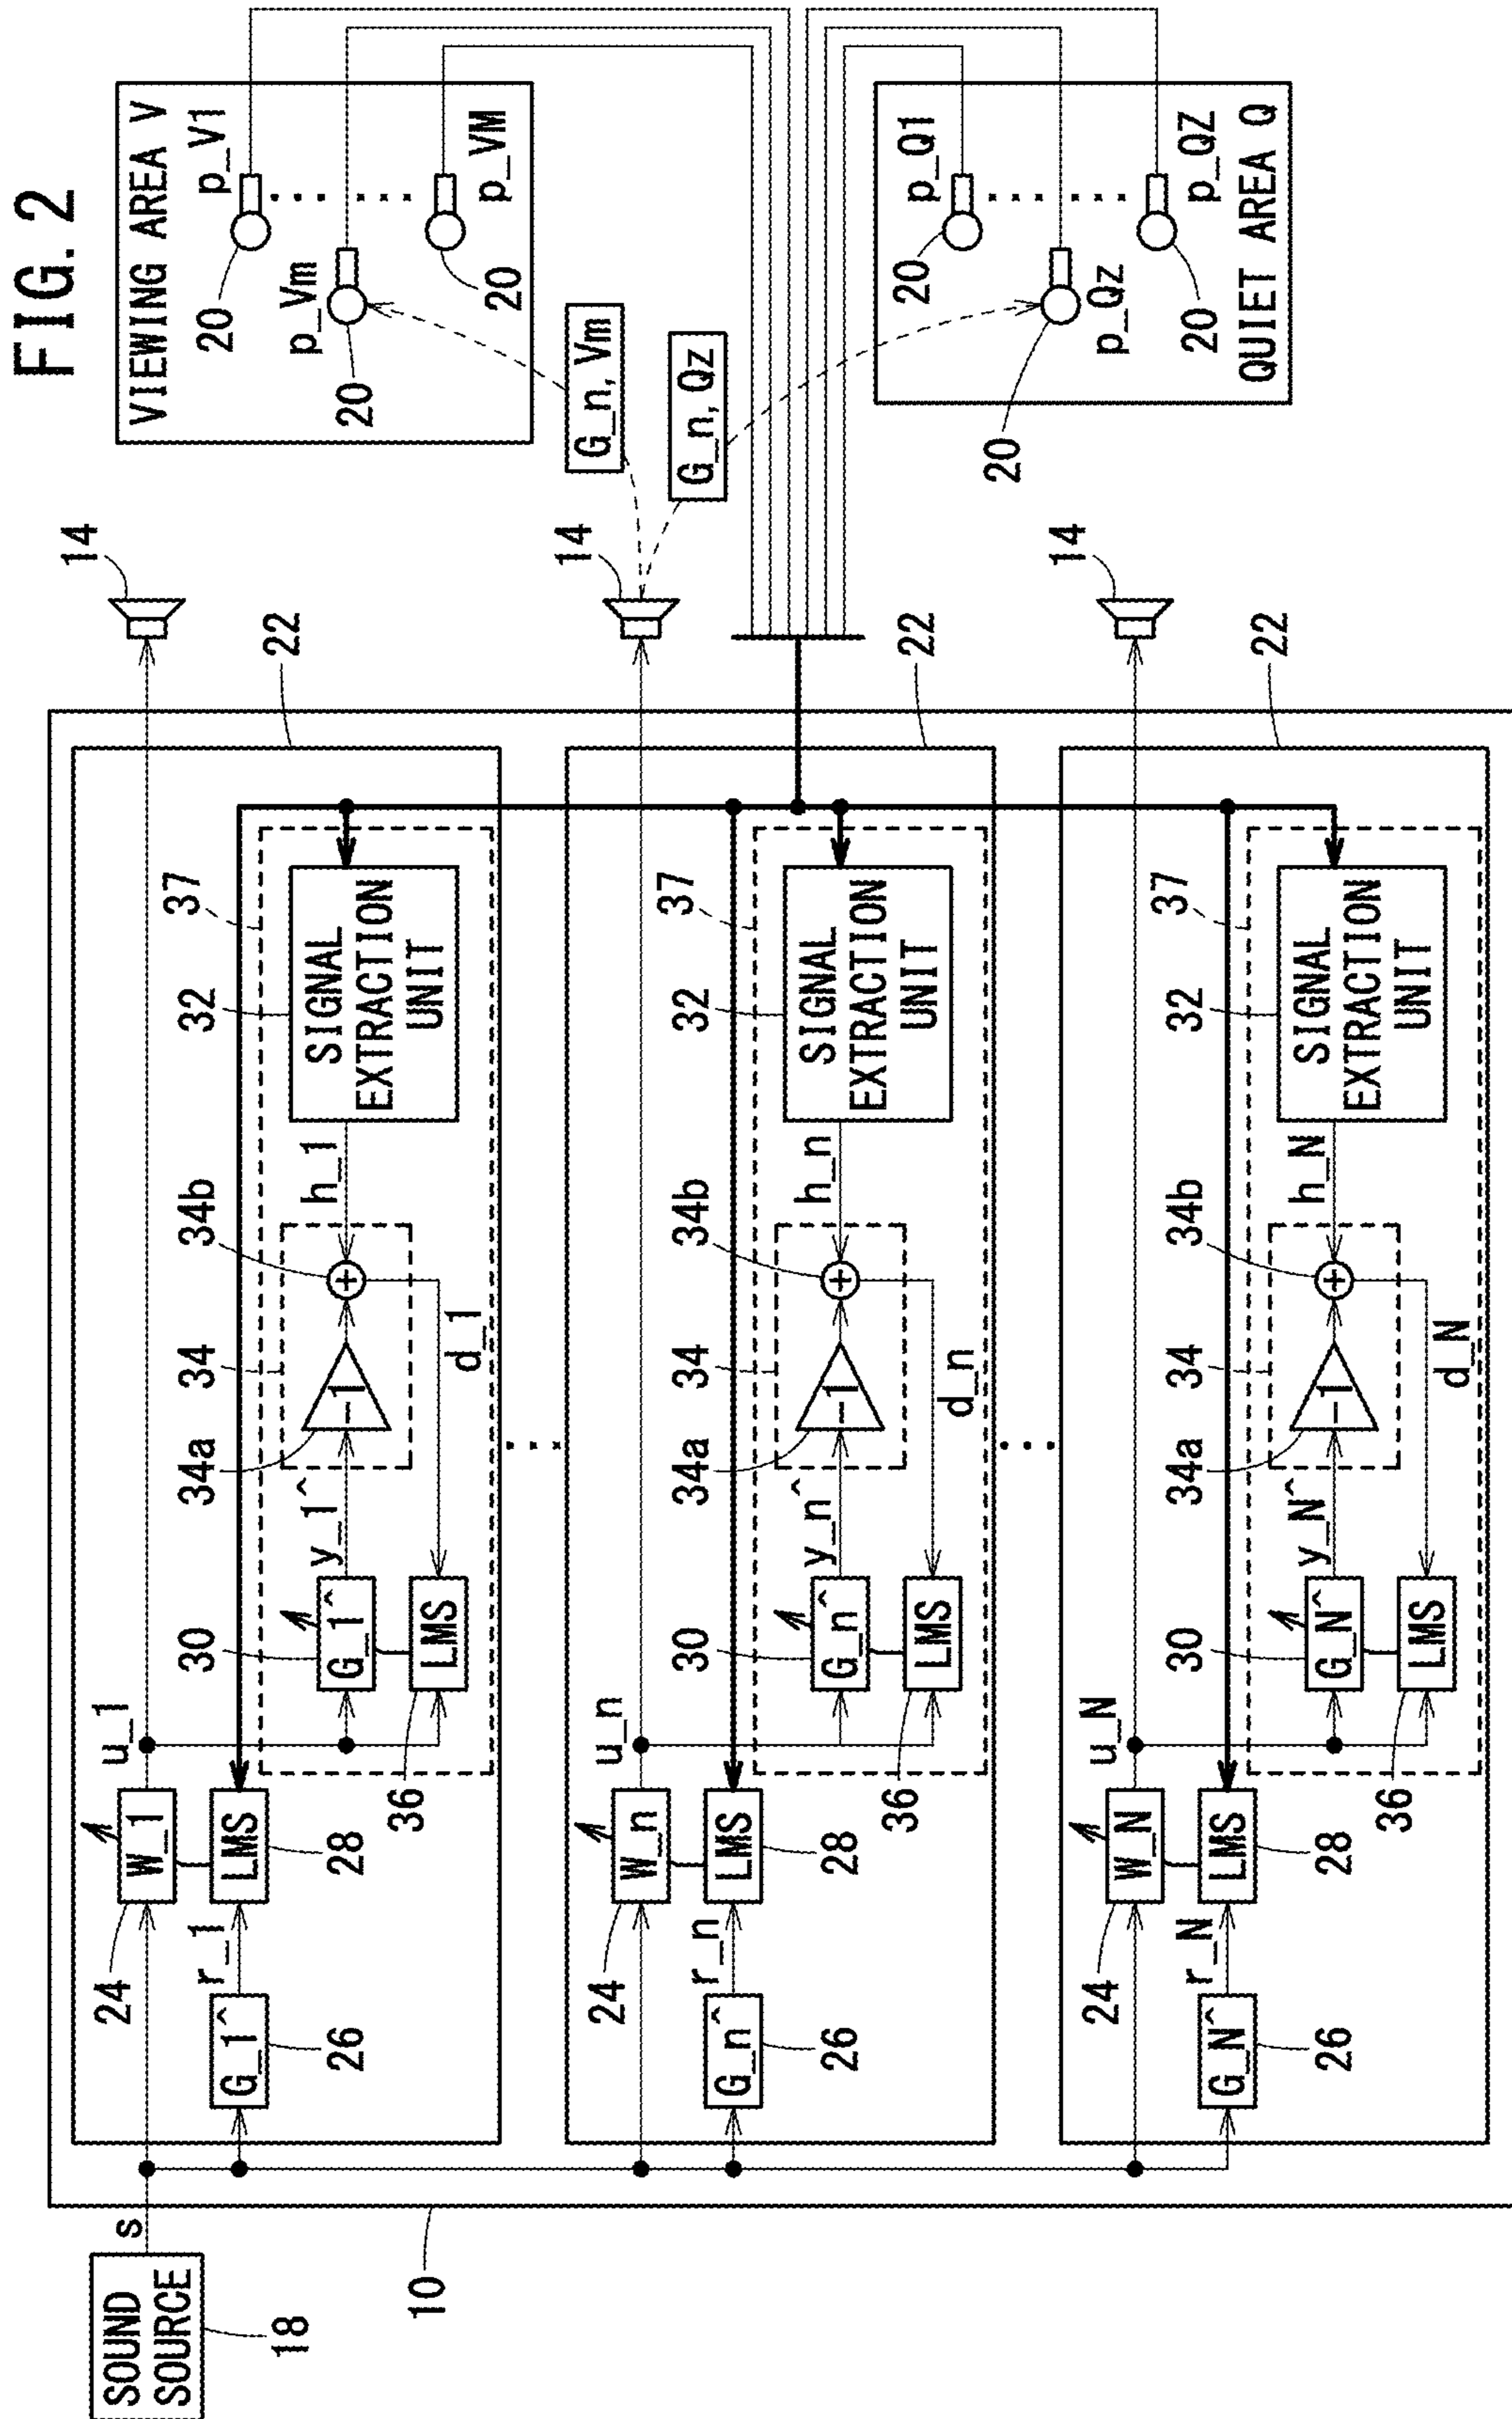 FIG. 2
SOUND
SOURCE
18
s
10
VIEWING AREA V
p_V1
20
p_Vm
20
p_VM
20
G_n, Vm
G_n, Qz
QUIET AREA Q
p_Q1
20
p_Qz
20
p_QZ
20
14
22
24
W_1
u_1
G_1^
26
r_1
LMS
28
30
G_1^
y_1^
LMS
36
34a
-1
34
34b
h_1
d_1
32
SIGNAL
EXTRACTION
UNIT
37
14
22
24
W_n
u_n
G_n^
26
r_n
LMS
28
30
G_n^
y_n^
LMS
36
34a
-1
34
34b
h_n
d_n
32
SIGNAL
EXTRACTION
UNIT
37
14
22
24
W_N
u_N
G_N^
26
r_N
LMS
28
30
G_N^
y_N^
LMS
36
34a
-1
34
34b
h_N
d_N
32
SIGNAL
EXTRACTION
UNIT
37